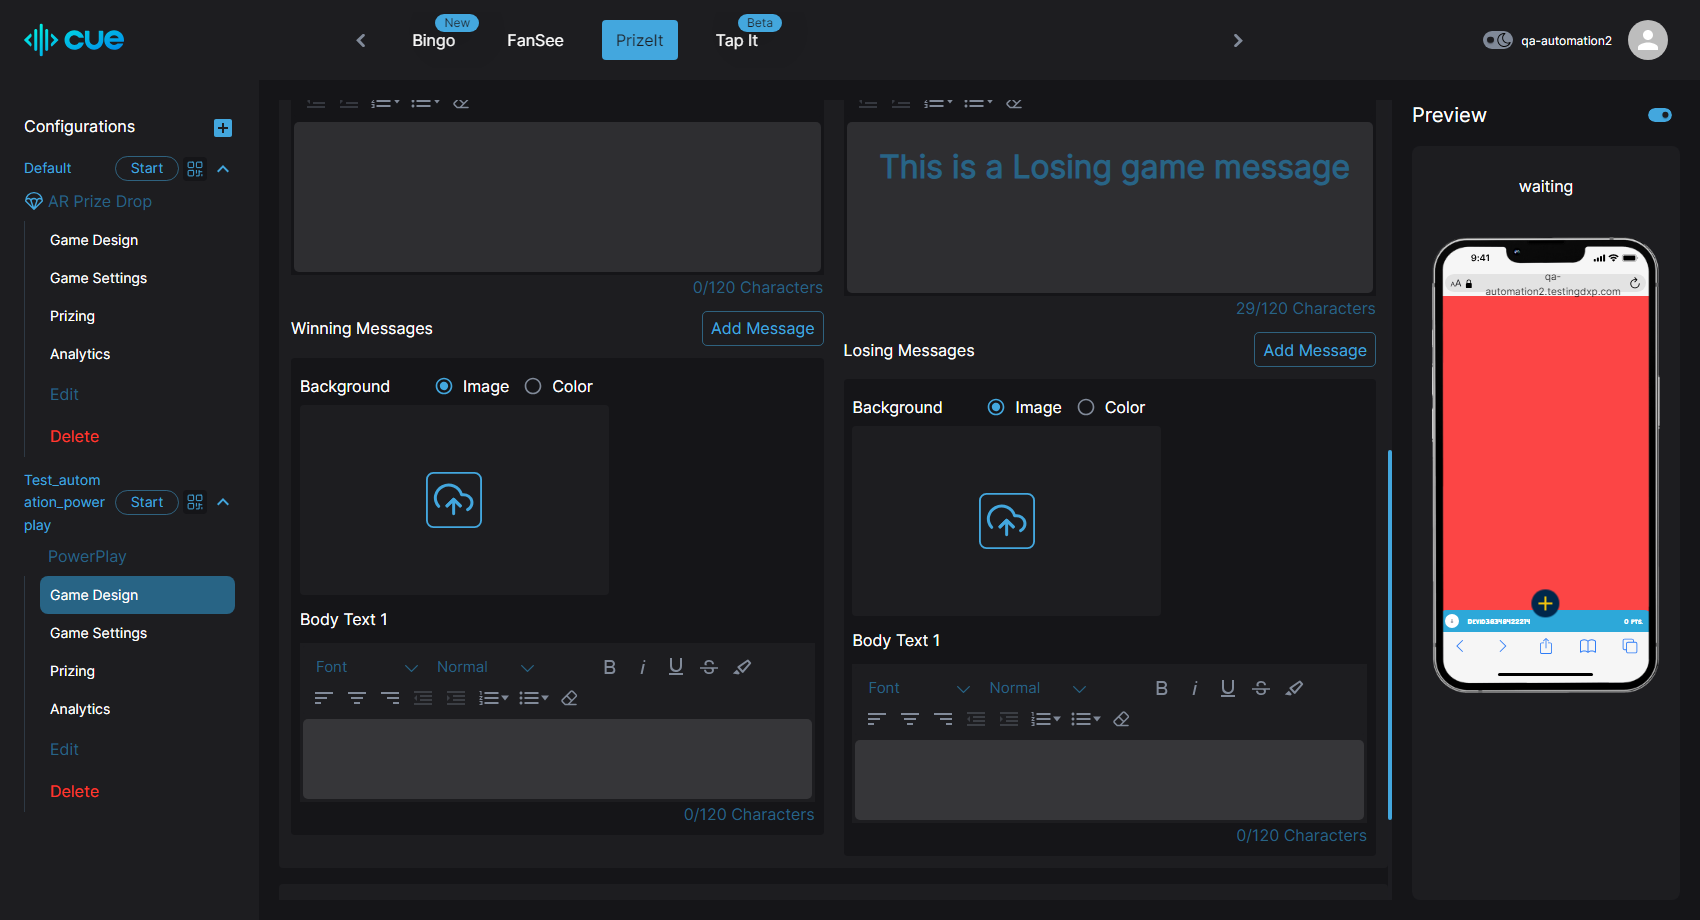 cue
New
Bingo
FanSee
PrizeIt
Beta
Tap It
qa-automation2
Configurations
Default
Start
AR Prize Drop
Game Design
Game Settings
Prizing
Analytics
Edit
Delete
Test_autom
ation_power
play
Start
PowerPlay
Game Design
Game Settings
Prizing
Analytics
Edit
Delete
0/120 Characters
Winning Messages
Add Message
Background
Image
Color
Body Text 1
Font
Normal
B
i
U
S
0/120 Characters
This is a Losing game message
29/120 Characters
Losing Messages
Add Message
Background
Image
Color
Body Text 1
Font
Normal
B
i
U
S
0/120 Characters
Preview
waiting
9:41
AA
qa-
automation2.testingdxp.com
0 PTS.